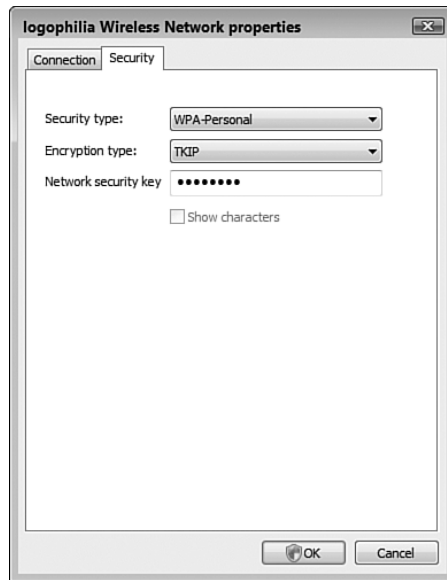 logophilia Wireless Network properties
Connection Security
Security type: WPA-Personal
Encryption type: TKIP
Network security key ••••••••
Show characters
OK Cancel